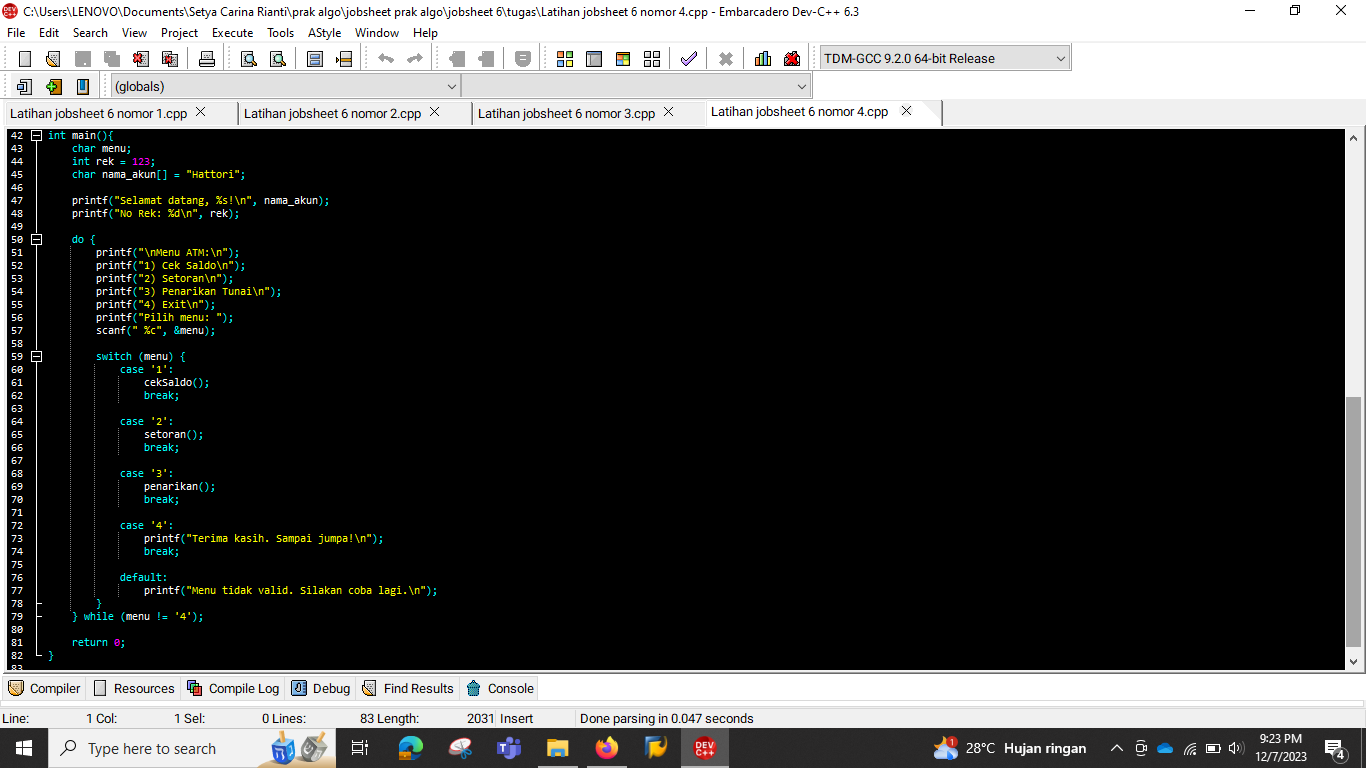 C:\Users\LENOVO\Documents\Setya Carina Rianti\prak algo\jobsheet prak algo\jobsheet 6\tugas\Latihan jobsheet 6 nomor 4.cpp - Embarcadero Dev-C++ 6.3
File Edit Search View Project Execute Tools AStyle Window Help
TDM-GCC 9.2.0 64-bit Release
(globals)
Latihan jobsheet 6 nomor 1.cpp Latihan jobsheet 6 nomor 2.cpp Latihan jobsheet 6 nomor 3.cpp Latihan jobsheet 6 nomor 4.cpp
42 int main(){
43 char menu;
44 int rek = 123;
45 char nama_akun[] = "Hattori";
46
47 printf("Selamat datang, %s!\n", nama_akun);
48 printf("No Rek: %d\n", rek);
49
50 do {
51 printf("\nMenu ATM:\n");
52 printf("1) Cek Saldo\n");
53 printf("2) Setoran\n");
54 printf("3) Penarikan Tunai\n");
55 printf("4) Exit\n");
56 printf("Pilih menu: ");
57 scanf(" %c", &menu);
58
59 switch (menu) {
60 case '1':
61 cekSaldo();
62 break;
63
64 case '2':
65 setoran();
66 break;
67
68 case '3':
69 penarikan();
70 break;
71
72 case '4':
73 printf("Terima kasih. Sampai jumpa!\n");
74 break;
75
76 default:
77 printf("Menu tidak valid. Silakan coba lagi.\n");
78 }
79 } while (menu != '4');
80
81 return 0;
82 }
83
Compiler Resources Compile Log Debug Find Results Console
Line: 1 Col: 1 Sel: 0 Lines: 83 Length: 2031 Insert Done parsing in 0.047 seconds
Type here to search
DEV C++
28°C Hujan ringan
9:23 PM
12/7/2023
4